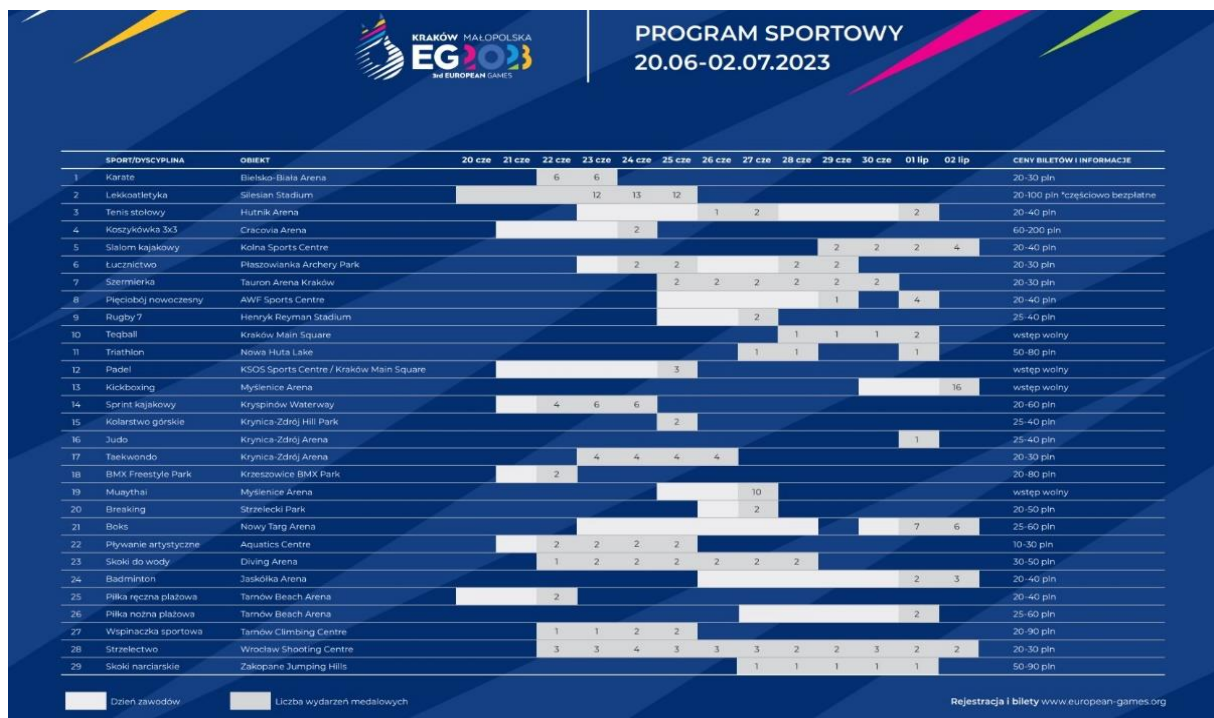 KRAKÓW MAŁOPOLSKA
EG2023
3rd EUROPEAN GAMES
PROGRAM SPORTOWY
20.06-02.07.2023
SPORT/DYSCYPLINA OBIEKT 20 cze 21 cze 22 cze 23 cze 24 cze 25 cze 26 cze 27 cze 28 cze 29 cze 30 cze 01 lip 02 lip CENY BILETÓW I INFORMACJE
1 Karate Bielsko-Biała Arena 6 6 20-30 pln
2 Lekkoatletyka Silesian Stadium 12 13 12 20-100 pln *częściowo bezpłatne
3 Tenis stołowy Hutnik Arena 1 2 2 20-40 pln
4 Koszykówka 3x3 Cracovia Arena 2 60-200 pln
5 Slalom kajakowy Kolna Sports Centre 2 2 2 4 20-40 pln
6 Łucznictwo Płaszowianka Archery Park 2 2 2 2 20-30 pln
7 Szermierka Tauron Arena Kraków 2 2 2 2 2 2 20-30 pln
8 Pięciobój nowoczesny AWF Sports Centre 1 4 20-40 pln
9 Rugby 7 Henryk Reyman Stadium 2 25-40 pln
10 Teqball Kraków Main Square 1 1 1 2 wstęp wolny
11 Triathlon Nowa Huta Lake 1 1 1 50-80 pln
12 Padel KSOS Sports Centre / Kraków Main Square 3 wstęp wolny
13 Kickboxing Myślenice Arena 16 wstęp wolny
14 Sprint kajakowy Kryspinów Waterway 4 6 6 20-60 pln
15 Kolarstwo górskie Krynica-Zdrój Hill Park 2 25-40 pln
16 Judo Krynica-Zdrój Arena 1 25-40 pln
17 Taekwondo Krynica-Zdrój Arena 4 4 4 4 20-30 pln
18 BMX Freestyle Park Krzeszowice BMX Park 2 20-80 pln
19 Muaythai Myślenice Arena 10 wstęp wolny
20 Breaking Strzelecki Park 2 20-50 pln
21 Boks Nowy Targ Arena 7 6 25-60 pln
22 Pływanie artystyczne Aquatics Centre 2 2 2 2 10-30 pln
23 Skoki do wody Diving Arena 1 2 2 2 2 2 2 30-50 pln
24 Badminton Jaskółka Arena 2 3 20-40 pln
25 Piłka ręczna plażowa Tarnów Beach Arena 2 20-40 pln
26 Piłka nożna plażowa Tarnów Beach Arena 2 25-60 pln
27 Wspinaczka sportowa Tarnów Climbing Centre 1 1 2 2 20-90 pln
28 Strzelectwo Wrocław Shooting Centre 3 3 4 3 3 3 2 2 3 2 2 20-30 pln
29 Skoki narciarskie Zakopane Jumping Hills 1 1 1 1 1 50-90 pln
Dzień zawodów Liczba wydarzeń medalowych Rejestracja i bilety www.european-games.org